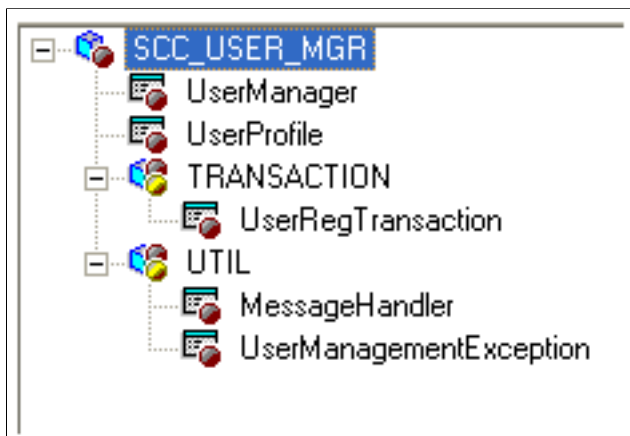 SCC_USER_MGR
UserManager
UserProfile
TRANSACTION
UserRegTransaction
UTIL
MessageHandler
UserManagementException